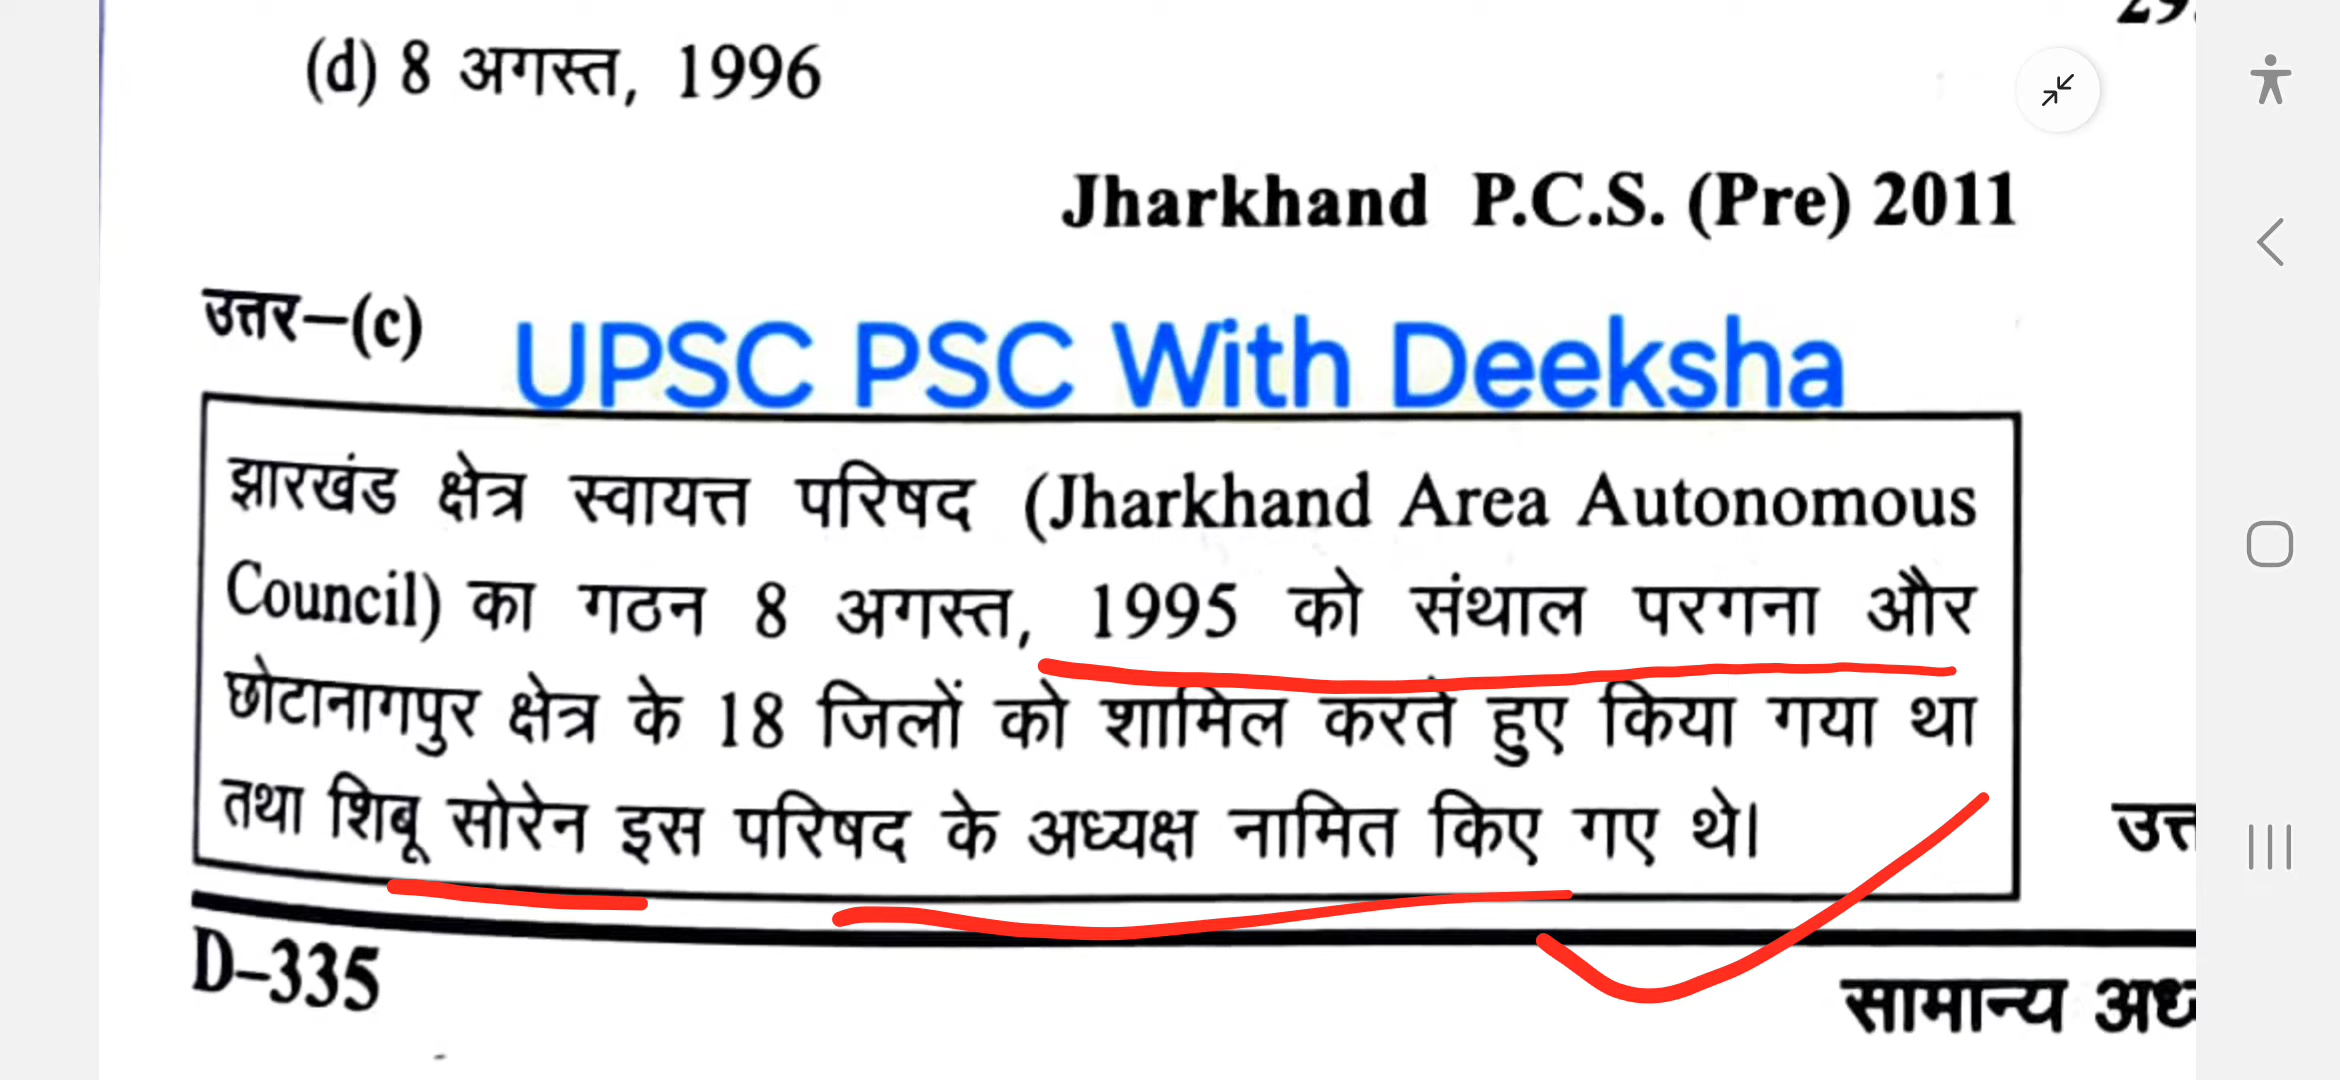 (d) 8 अगस्त, 1996
Jharkhand P.C.S. (Pre) 2011
उत्तर–(c)
UPSC PSC With Deeksha
झारखंड क्षेत्र स्वायत्त परिषद (Jharkhand Area Autonomous
Council) का गठन 8 अगस्त, 1995 को संथाल परगना और
छोटानागपुर क्षेत्र के 18 जिलों को शामिल करते हुए किया गया था
तथा शिबू सोरेन इस परिषद के अध्यक्ष नामित किए गए थे।
D–335
सामान्य